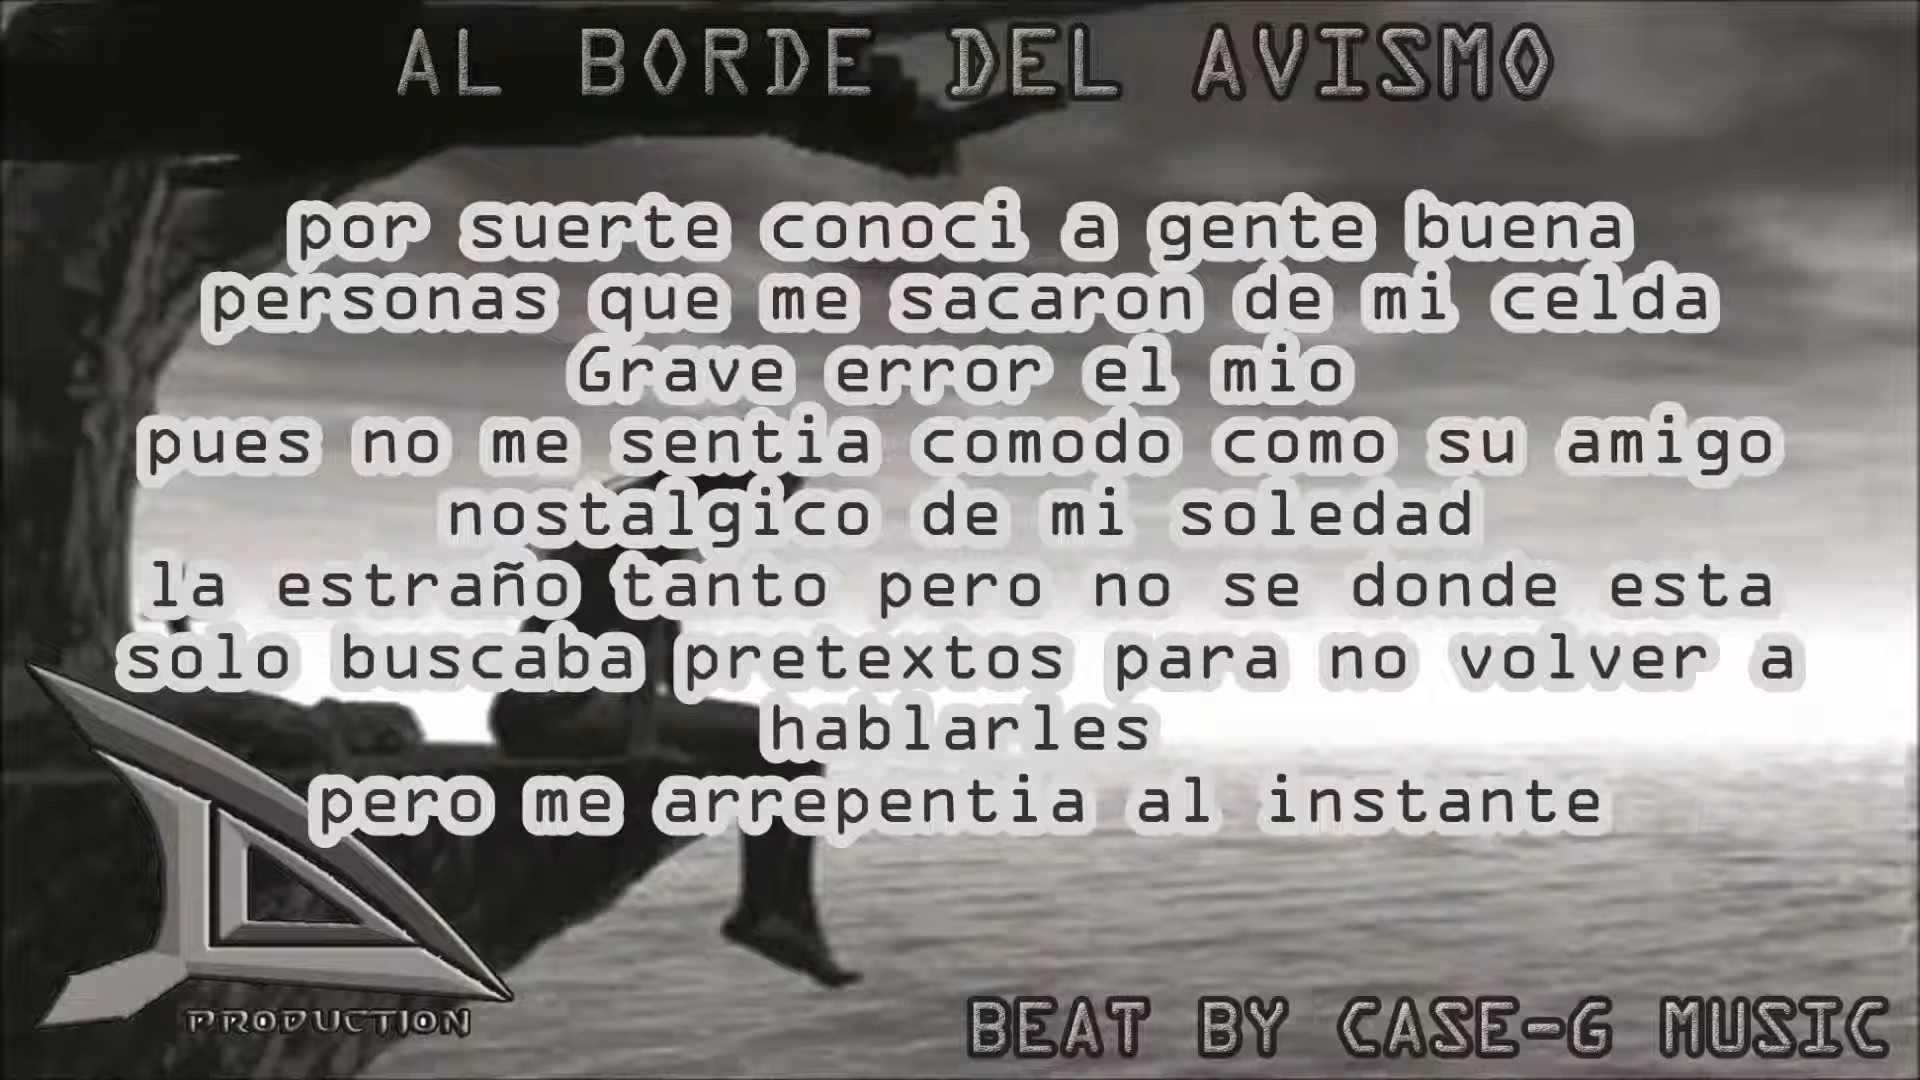 AL BORDE DEL AVISMO
por suerte conoci a gente buena
personas que me sacaron de mi celda
Grave error el mio
pues no me sentia comodo como su amigo
nostalgico de mi soledad
la estraño tanto pero no se donde esta
solo buscaba pretextos para no volver a
hablarles
pero me arrepentia al instante
PRODUCTION
BEAT BY CASE-G MUSIC